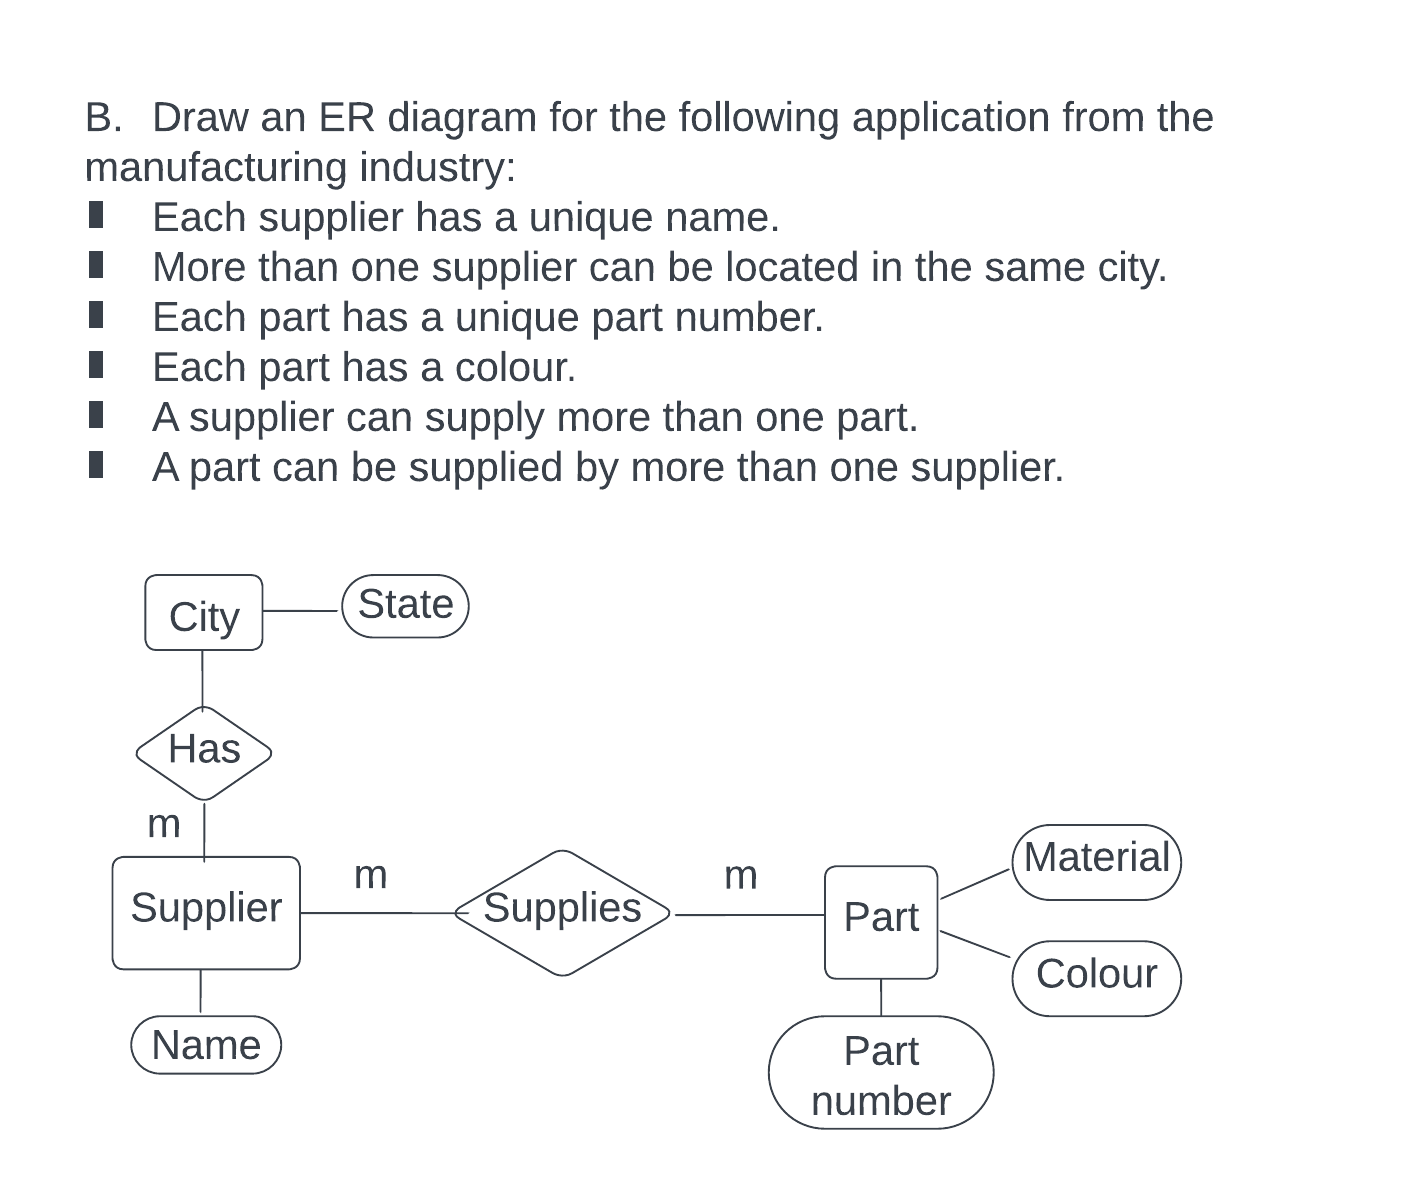 B. Draw an ER diagram for the following application from the
manufacturing industry:
Each supplier has a unique name.
More than one supplier can be located in the same city.
Each part has a unique part number.
Each part has a colour.
A supplier can supply more than one part.
A part can be supplied by more than one supplier.
City
State
Has
m
Supplier
m
Supplies
m
Part
Material
Colour
Name
Part
number